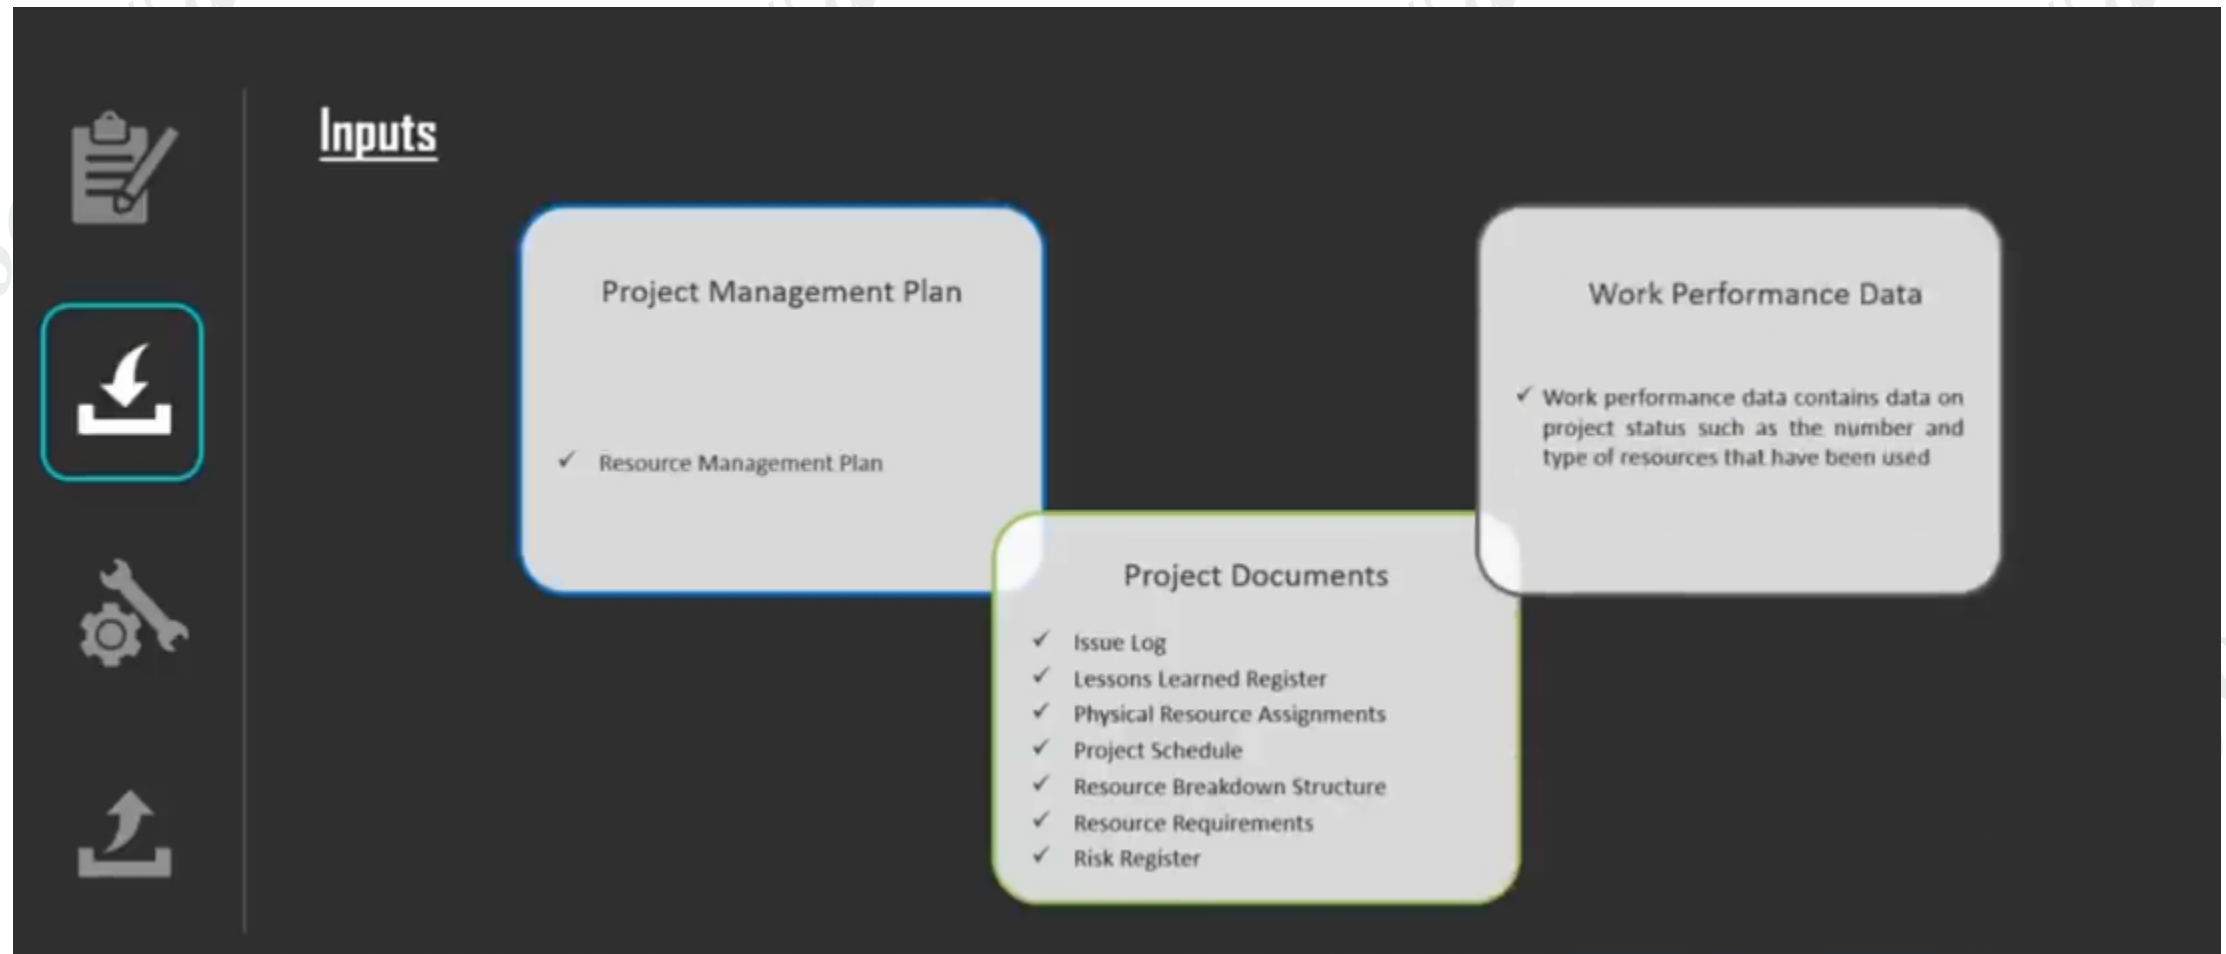 Inputs
Project Management Plan
✓ Resource Management Plan
Project Documents
✓ Issue Log
✓ Lessons Learned Register
✓ Physical Resource Assignments
✓ Project Schedule
✓ Resource Breakdown Structure
✓ Resource Requirements
✓ Risk Register
Work Performance Data
✓ Work performance data contains data on
project status such as the number and
type of resources that have been used